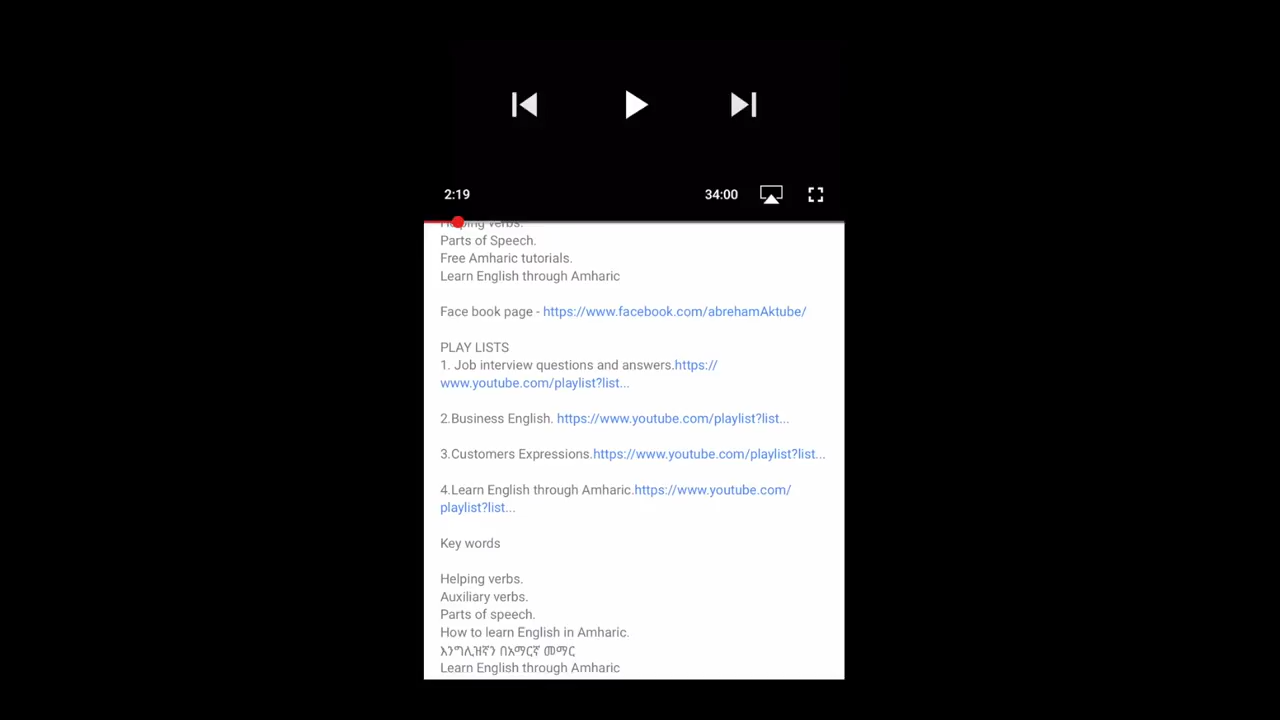 2:19
34:00
Helping verbs.
Parts of Speech.
Free Amharic tutorials.
Learn English through Amharic
Face book page - https://www.facebook.com/abrehamAktube/
PLAY LISTS
1. Job interview questions and answers.https://
www.youtube.com/playlist?list...
2.Business English. https://www.youtube.com/playlist?list...
3.Customers Expressions.https://www.youtube.com/playlist?list...
4.Learn English through Amharic.https://www.youtube.com/
playlist?list...
Key words
Helping verbs.
Auxiliary verbs.
Parts of speech.
How to learn English in Amharic.
እንግሊዝኛን በአማርኛ መማር
Learn English through Amharic